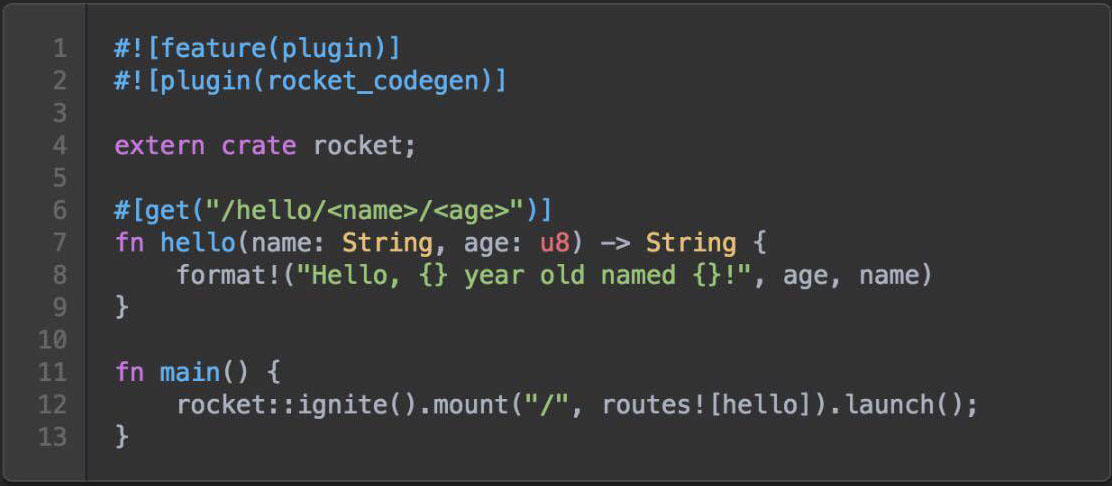 1 #![feature(plugin)]
2 #![plugin(rocket_codegen)]
3
4 extern crate rocket;
5
6 #[get("/hello/<name>/<age>")]
7 fn hello(name: String, age: u8) -> String {
8     format!("Hello, {} year old named {}!", age, name)
9 }
10
11 fn main() {
12     rocket::ignite().mount("/", routes![hello]).launch();
13 }